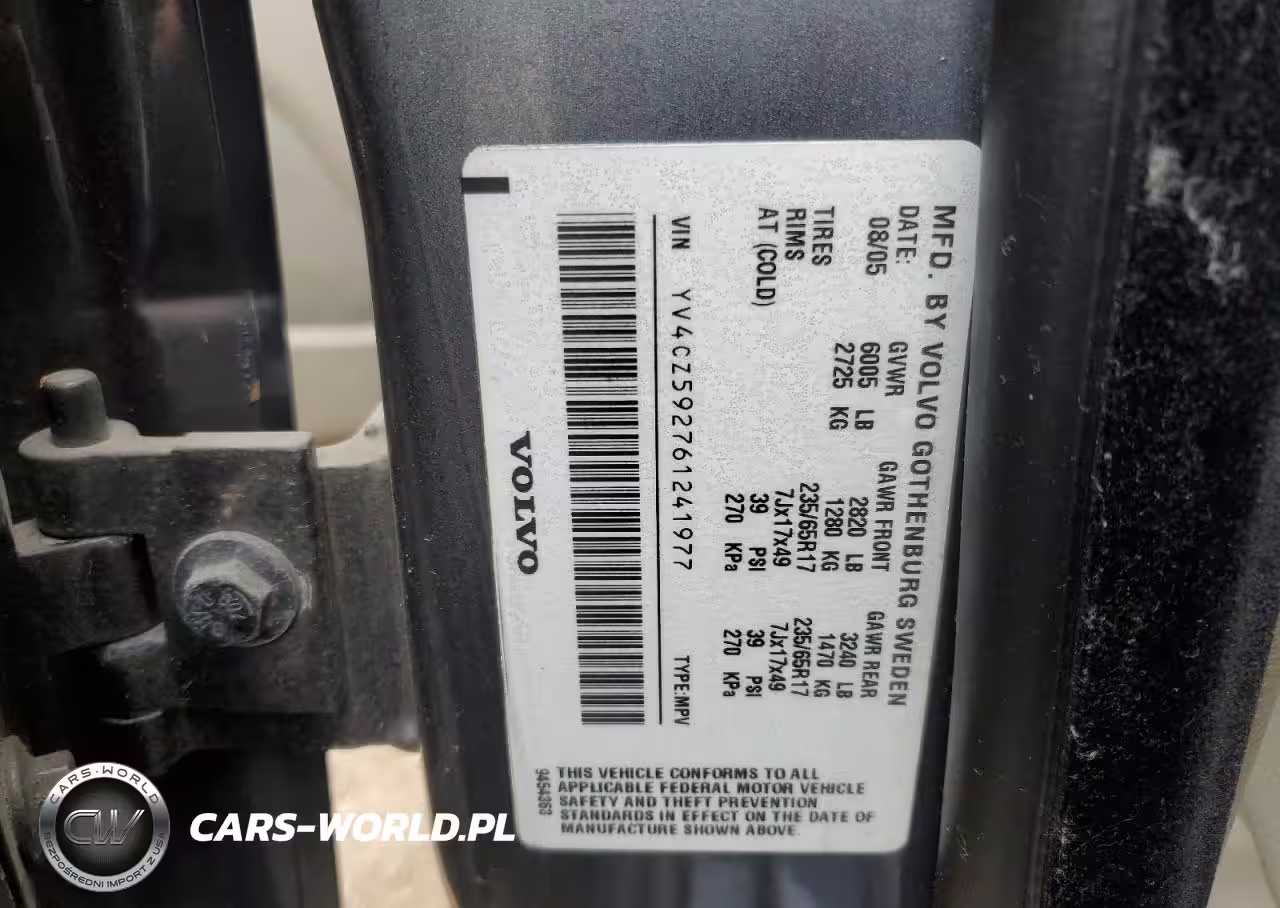 MFD. BY VOLVO GOTHENBURG SWEDEN
DATE: GVWR GAWR FRONT GAWR REAR
08/05 6005 LB 2820 LB 3240 LB
2725 KG 1280 KG 1470 KG
TIRES 235/65R17 235/65R17
RIMS 7Jx17x49 7Jx17x49
AT (COLD) 39 PSI 39 PSI
270 KPa 270 KPa
VIN YV4CZ592761241977 TYPE:MPV
VOLVO
THIS VEHICLE CONFORMS TO ALL
APPLICABLE FEDERAL MOTOR VEHICLE
SAFETY AND THEFT PREVENTION
STANDARDS IN EFFECT ON THE DATE OF
MANUFACTURE SHOWN ABOVE.
9454363
CARS-WORLD
CW
BEZPOŚREDNI IMPORT Z USA
CARS-WORLD.PL